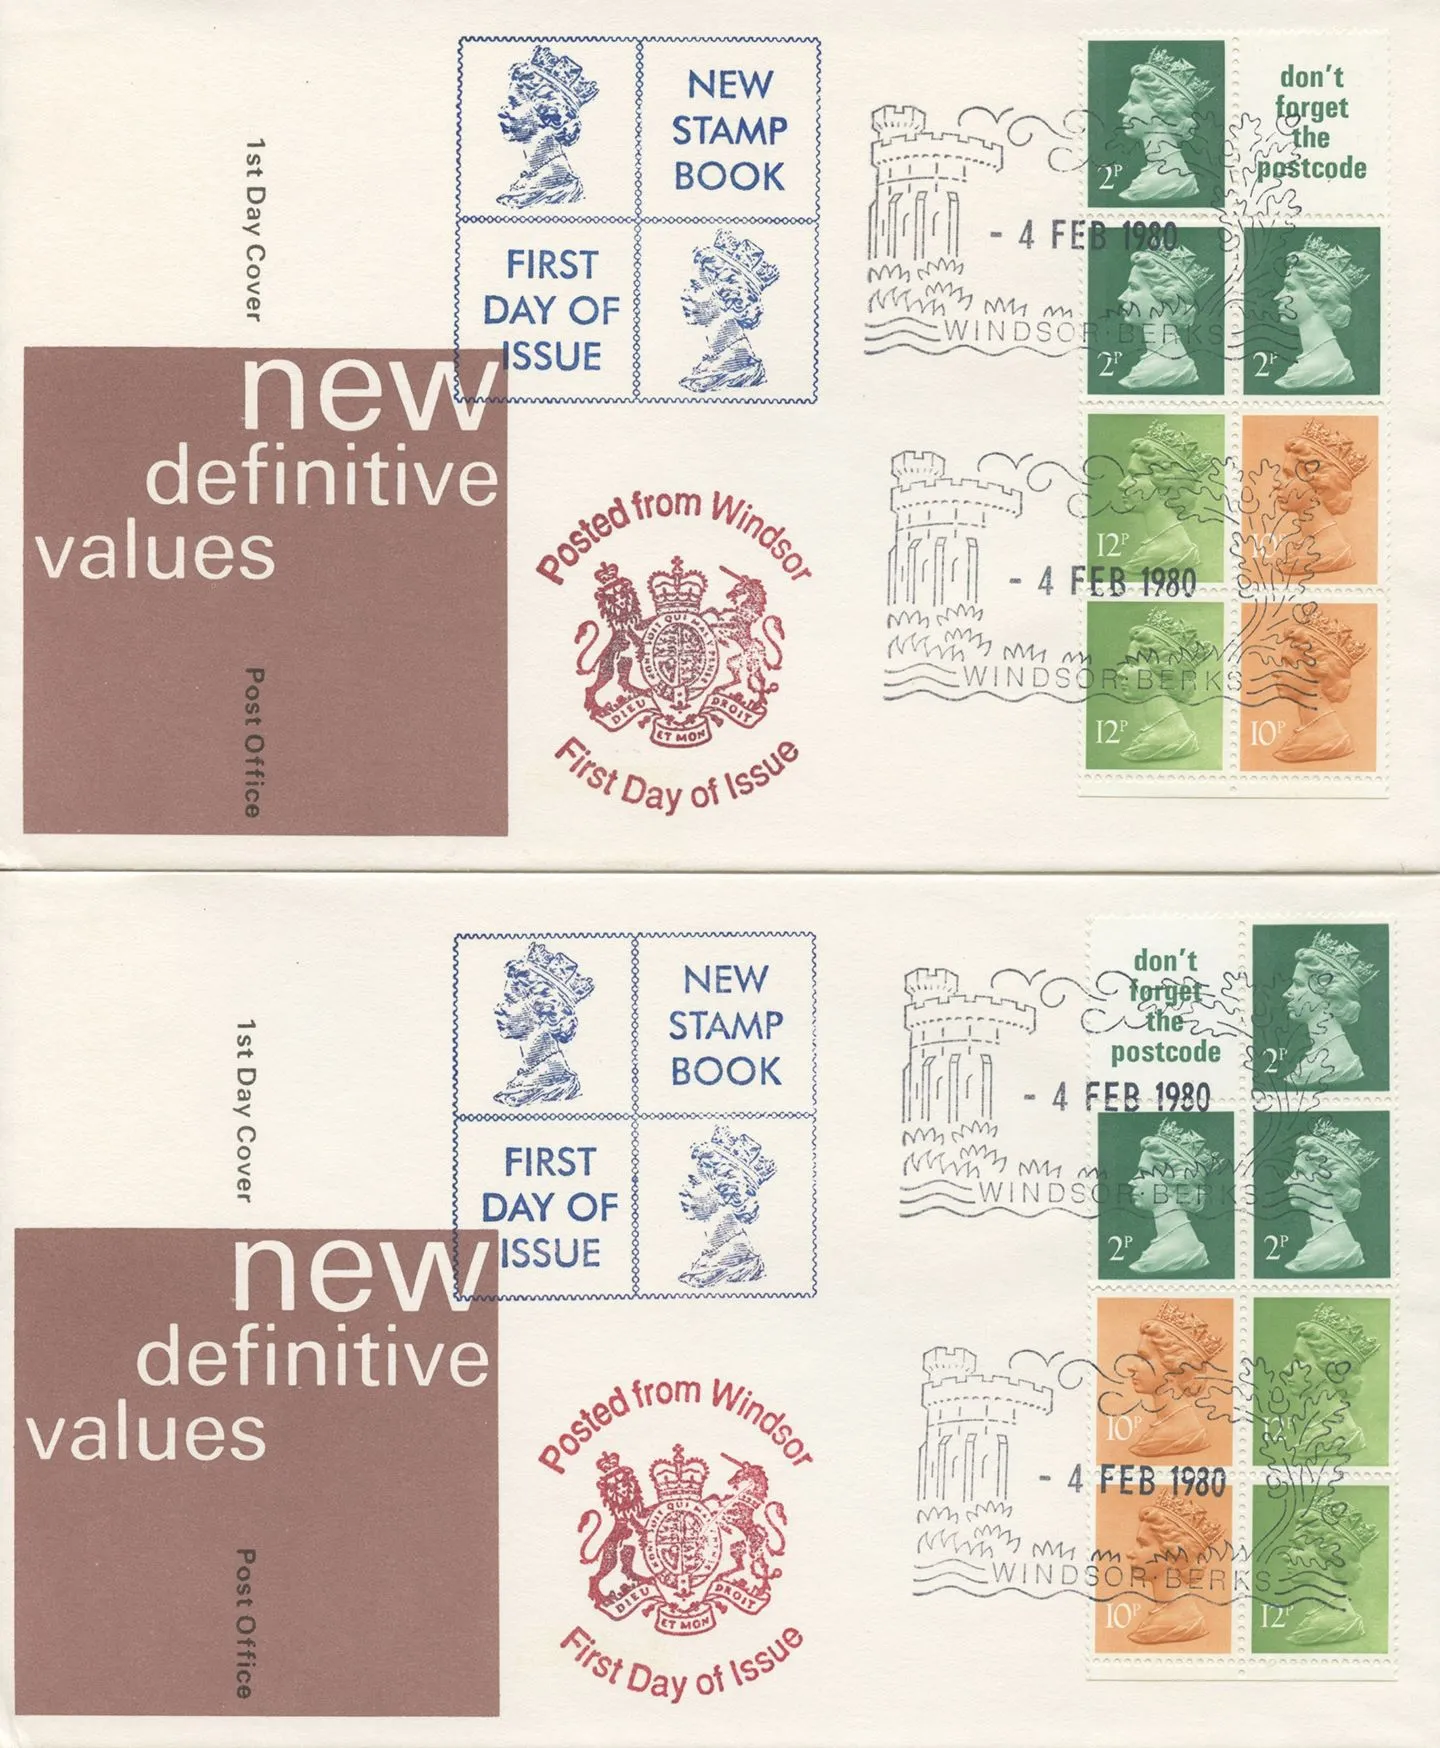 1st Day Cover
new
definitive
values
Post Office
NEW
STAMP
BOOK
FIRST
DAY OF
ISSUE
Posted from Windsor
DIEU
ET MON
DROIT
First Day of Issue
- 4 FEB 1980
WINDSOR · BERKS
- 4 FEB 1980
WINDSOR · BERKS
2P
don't
forget
the
postcode
2P
2P
12P
10P
12P
10P
1st Day Cover
new
definitive
values
Post Office
NEW
STAMP
BOOK
FIRST
DAY OF
ISSUE
Posted from Windsor
DIEU
ET MON
DROIT
First Day of Issue
- 4 FEB 1980
WINDSOR · BERKS
- 4 FEB 1980
WINDSOR · BERKS
don't
forget
the
postcode
2P
2P
2P
10P
12P
10P
12P